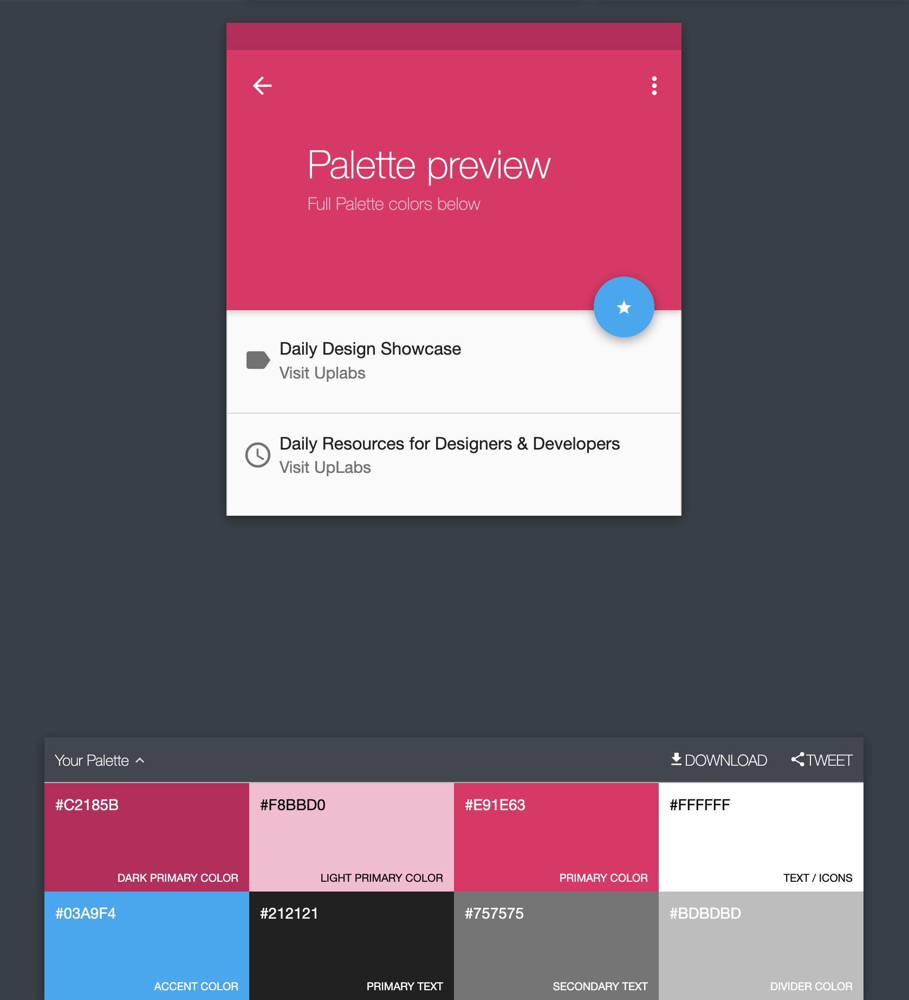 Palette preview
Full Palette colors below
Daily Design Showcase
Visit Uplabs
Daily Resources for Designers & Developers
Visit UpLabs
Your Palette
DOWNLOAD
TWEET
#C2185B
DARK PRIMARY COLOR
#F8BBD0
LIGHT PRIMARY COLOR
#E91E63
PRIMARY COLOR
#FFFFFF
TEXT / ICONS
#03A9F4
ACCENT COLOR
#212121
PRIMARY TEXT
#757575
SECONDARY TEXT
#BDBDBD
DIVIDER COLOR